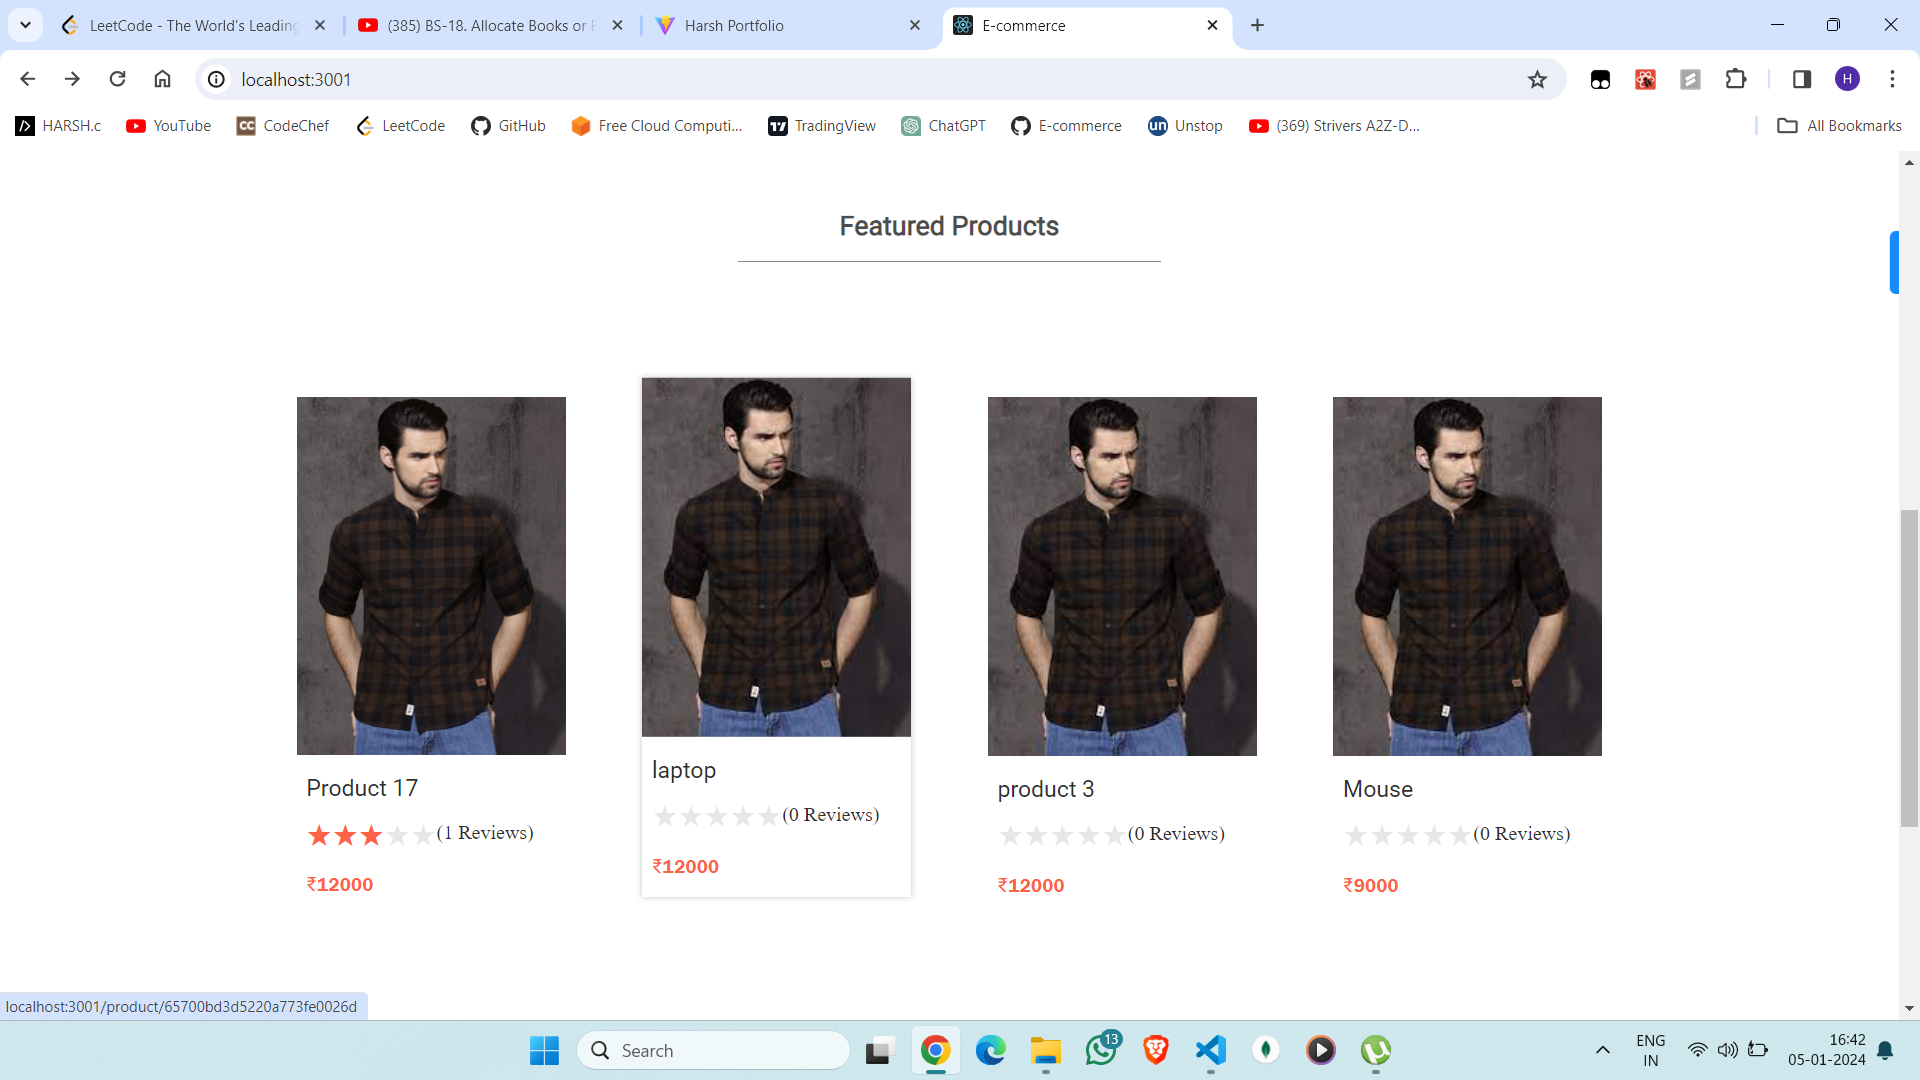 LeetCode - The World's Leading
(385) BS-18. Allocate Books or
Harsh Portfolio
E-commerce
localhost:3001
H
HARSH.c
YouTube
CC CodeChef
LeetCode
GitHub
Free Cloud Computi...
TradingView
ChatGPT
E-commerce
un Unstop
(369) Strivers A2Z-D...
All Bookmarks
Featured Products
Product 17
(1 Reviews)
₹12000
laptop
(0 Reviews)
₹12000
product 3
(0 Reviews)
₹12000
Mouse
(0 Reviews)
₹9000
localhost:3001/product/65700bd3d5220a773fe0026d
Search
13
ENG
IN
16:42
05-01-2024